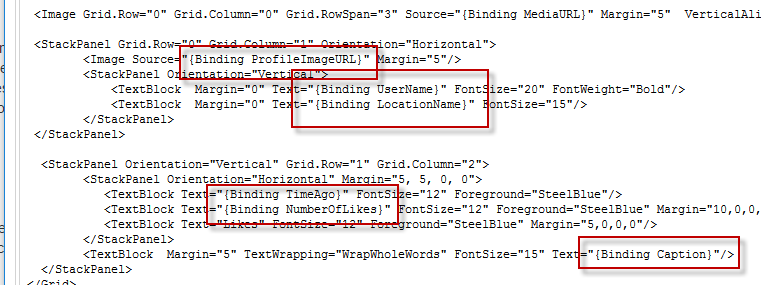 <Image Grid.Row="0" Grid.Column="0" Grid.RowSpan="3" Source="{Binding MediaURL}" Margin="5"  VerticalAli
<StackPanel Grid.Row="0" Grid.Column="1" Orientation="Horizontal">
<Image Source="{Binding ProfileImageURL}" Margin="5"/>
<StackPanel Orientation="Vertical">
<TextBlock  Margin="0" Text="{Binding UserName}" FontSize="20" FontWeight="Bold"/>
<TextBlock  Margin="0" Text="{Binding LocationName}" FontSize="15"/>
</StackPanel>
</StackPanel>
<StackPanel Orientation="Vertical" Grid.Row="1" Grid.Column="2">
<StackPanel Orientation="Horizontal" Margin="5, 5, 0, 0">
<TextBlock Text="{Binding TimeAgo}" FontSize="12" Foreground="SteelBlue"/>
<TextBlock Text="{Binding NumberOfLikes}" FontSize="12" Foreground="SteelBlue" Margin="10,0,0,
<TextBlock Text="Likes" FontSize="12" Foreground="SteelBlue" Margin="5,0,0,0"/>
</StackPanel>
<TextBlock  Margin="5" TextWrapping="WrapWholeWords" FontSize="15" Text="{Binding Caption}"/>
</StackPanel>
</Grid>